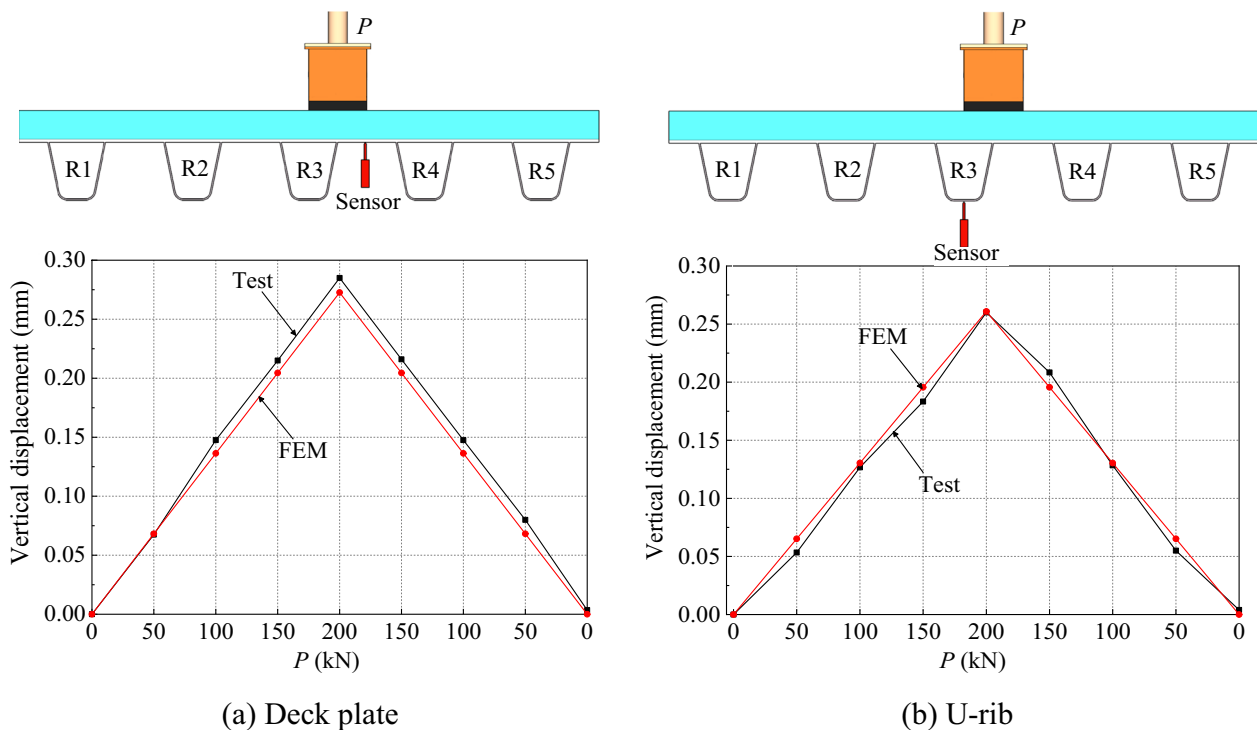 P
R1 R2 R3 R4 R5
Sensor
0.30
0.25
0.20
0.15
0.10
0.05
0.00
Vertical displacement (mm)
Test
FEM
0 50 100 150 200 150 100 50 0
P (kN)
(a) Deck plate
P
R1 R2 R3 R4 R5
Sensor
0.30
0.25
0.20
0.15
0.10
0.05
0.00
Vertical displacement (mm)
FEM
Test
0 50 100 150 200 150 100 50 0
P (kN)
(b) U-rib